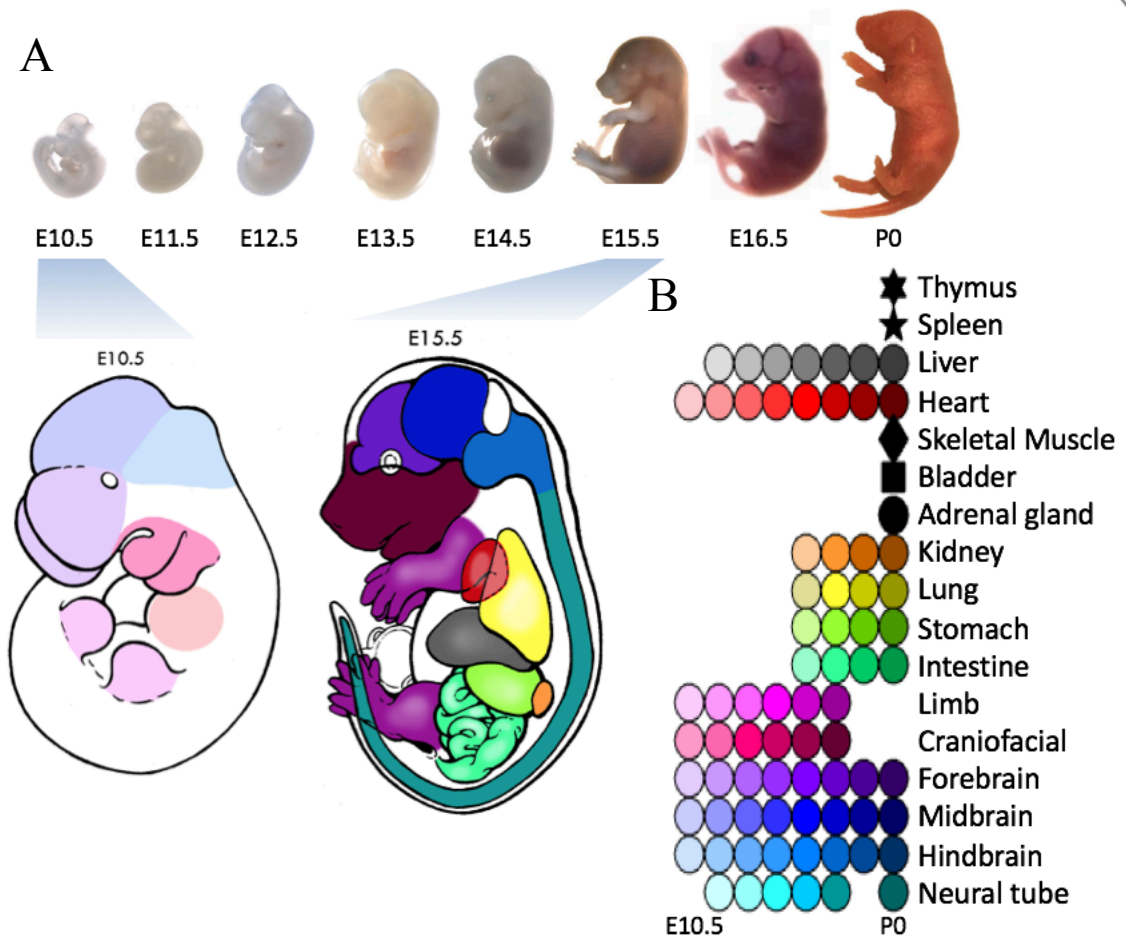 A
E10.5 E11.5 E12.5 E13.5 E14.5 E15.5 E16.5 P0
B
E10.5
E15.5
Thymus
Spleen
Liver
Heart
Skeletal Muscle
Bladder
Adrenal gland
Kidney
Lung
Stomach
Intestine
Limb
Craniofacial
Forebrain
Midbrain
Hindbrain
Neural tube
E10.5 P0